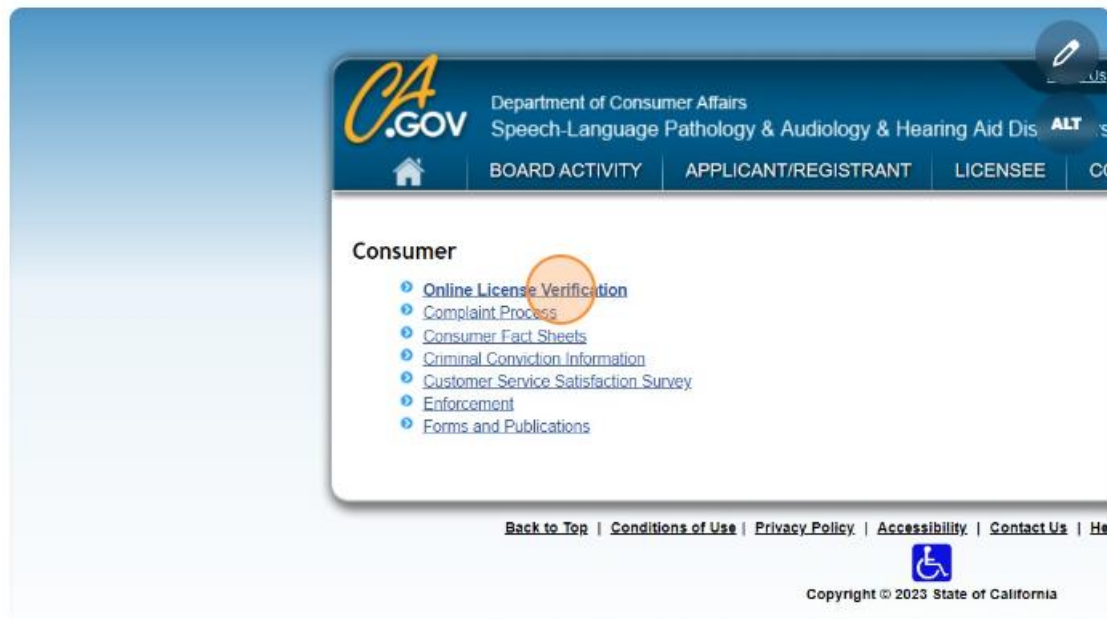 CA
.GOV
Department of Consumer Affairs
Speech-Language Pathology & Audiology & Hearing Aid Dis
ALT
BOARD ACTIVITY
APPLICANT/REGISTRANT
LICENSEE
Consumer
Online License Verification
Complaint Process
Consumer Fact Sheets
Criminal Conviction Information
Customer Service Satisfaction Survey
Enforcement
Forms and Publications
Back to Top | Conditions of Use | Privacy Policy | Accessibility | Contact Us | He
Copyright © 2023 State of California